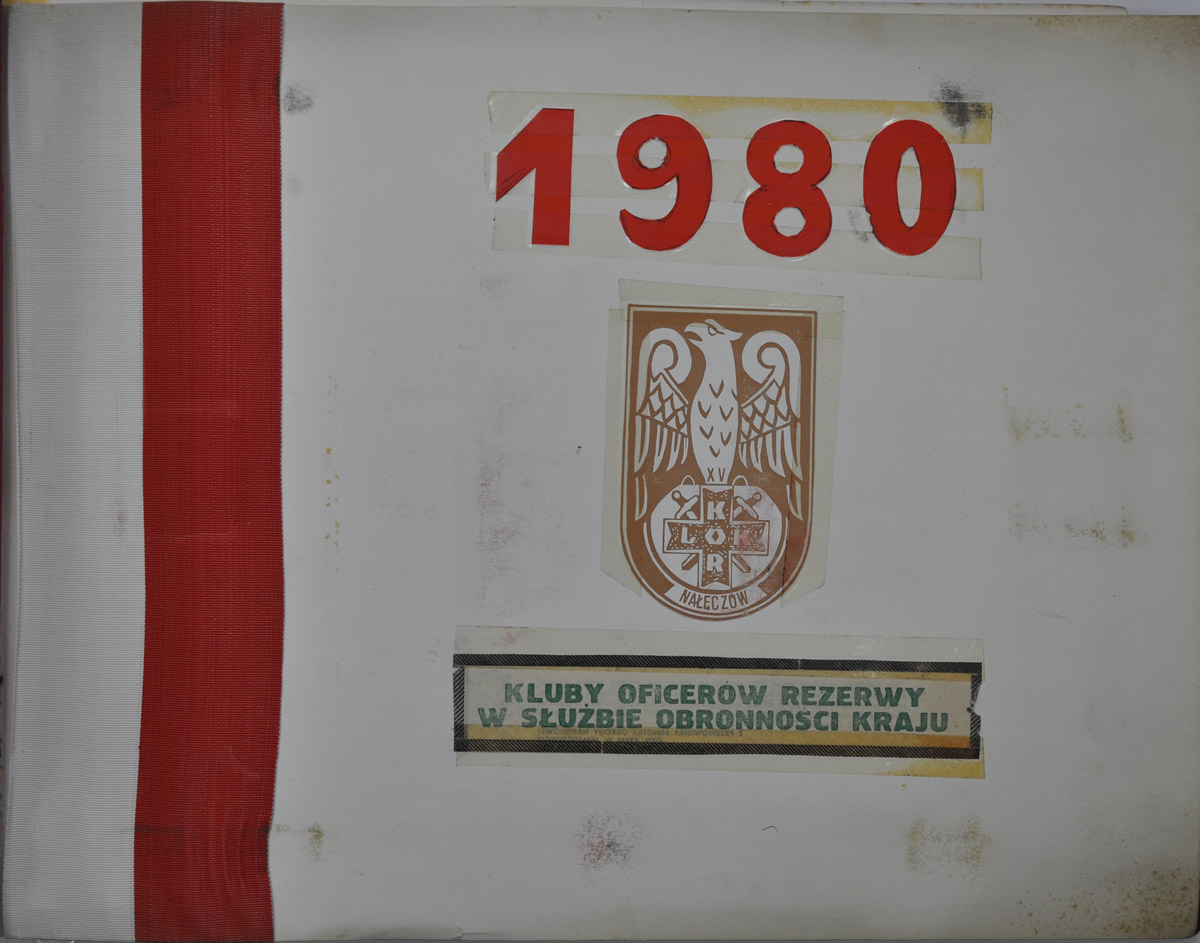 1980
XV
K
L O K
R
NAŁĘCZÓW
KLUBY OFICERÓW REZERWY
W SŁUŻBIE OBRONNOŚCI KRAJU